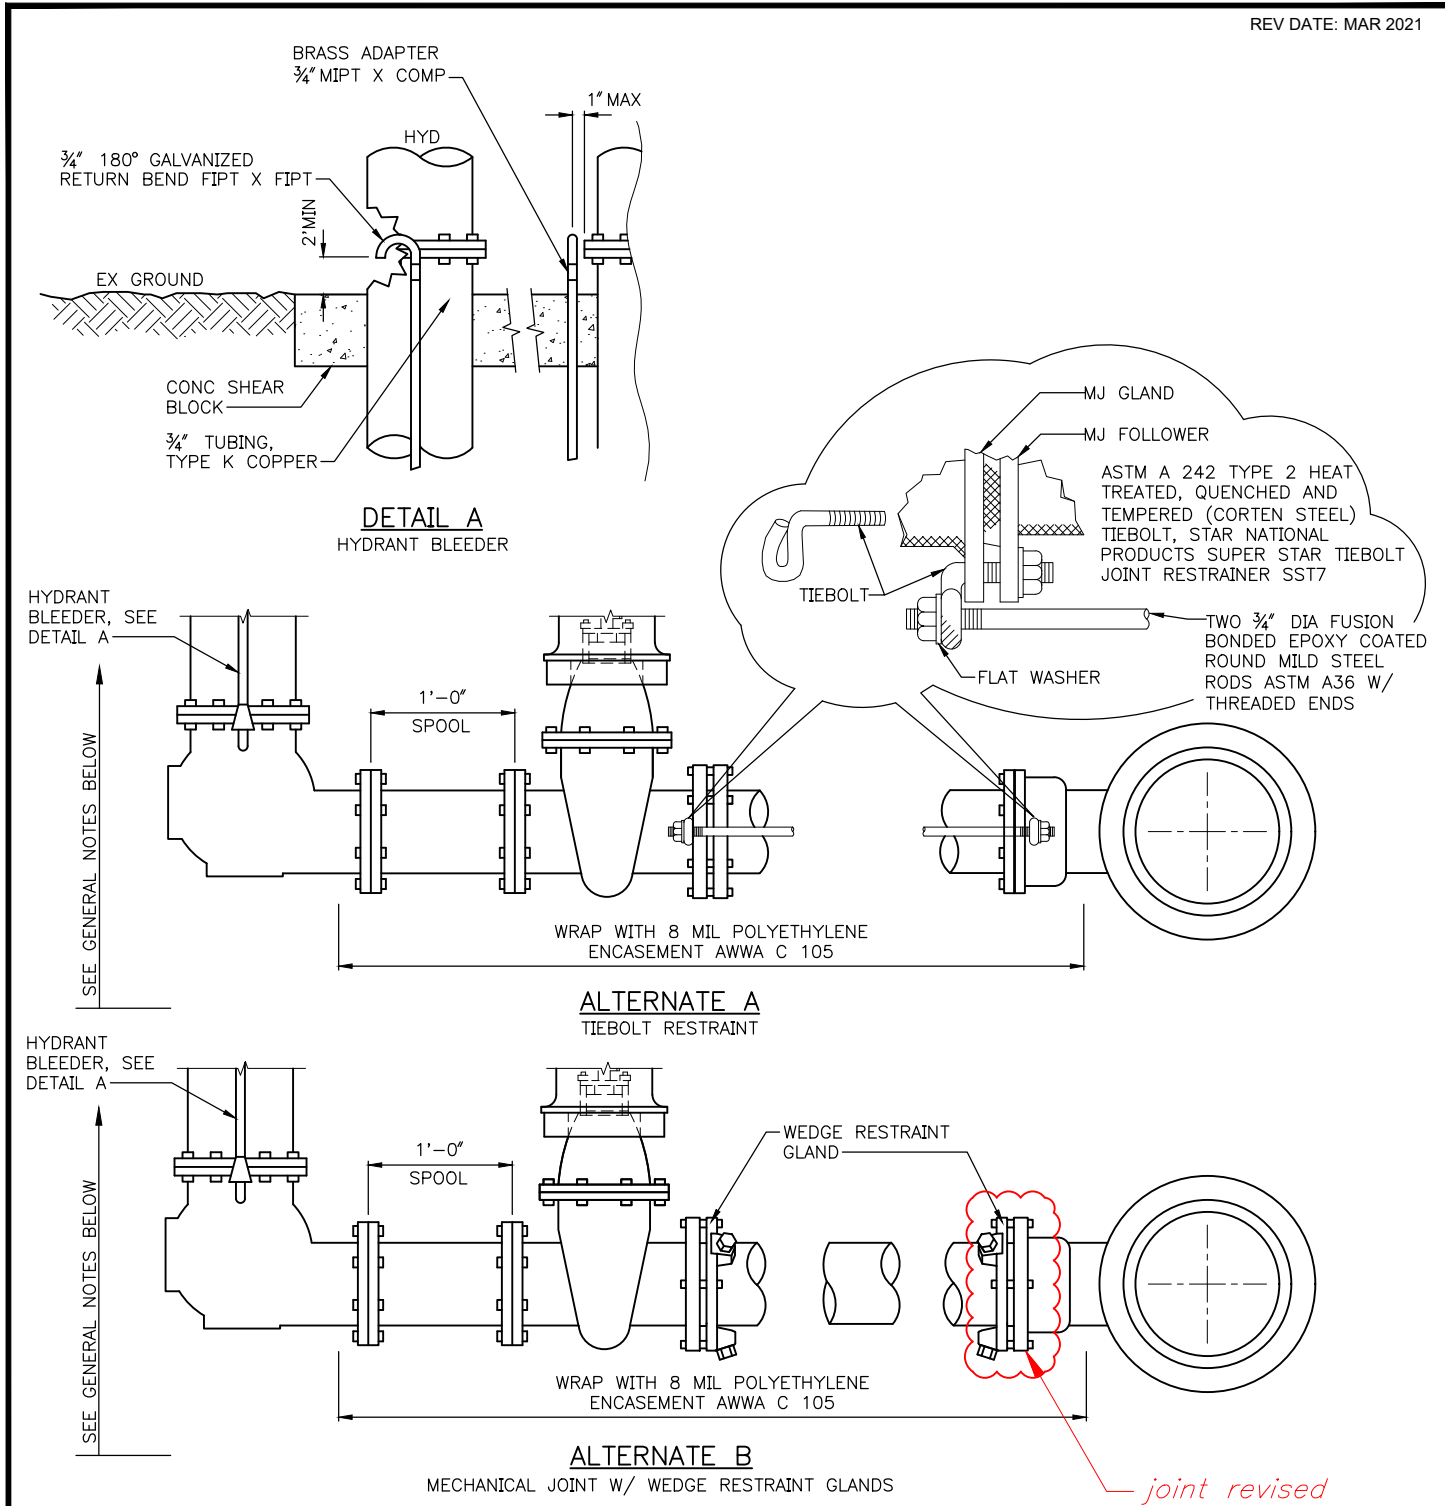 REV DATE: MAR 2021
BRASS ADAPTER
¾" MIPT X COMP
1" MAX
HYD
¾" 180° GALVANIZED
RETURN BEND FIPT X FIPT
2'MIN
EX GROUND
CONC SHEAR
BLOCK
¾" TUBING,
TYPE K COPPER
DETAIL A
HYDRANT BLEEDER
MJ GLAND
MJ FOLLOWER
ASTM A 242 TYPE 2 HEAT
TREATED, QUENCHED AND
TEMPERED (CORTEN STEEL)
TIEBOLT, STAR NATIONAL
PRODUCTS SUPER STAR TIEBOLT
JOINT RESTRAINER SST7
TIEBOLT
TWO ¾" DIA FUSION
BONDED EPOXY COATED
ROUND MILD STEEL
RODS ASTM A36 W/
THREADED ENDS
FLAT WASHER
HYDRANT
BLEEDER, SEE
DETAIL A
1'-0"
SPOOL
SEE GENERAL NOTES BELOW
WRAP WITH 8 MIL POLYETHYLENE
ENCASEMENT AWWA C 105
ALTERNATE A
TIEBOLT RESTRAINT
HYDRANT
BLEEDER, SEE
DETAIL A
1'-0"
SPOOL
WEDGE RESTRAINT
GLAND
SEE GENERAL NOTES BELOW
WRAP WITH 8 MIL POLYETHYLENE
ENCASEMENT AWWA C 105
ALTERNATE B
MECHANICAL JOINT W/ WEDGE RESTRAINT GLANDS
joint revised